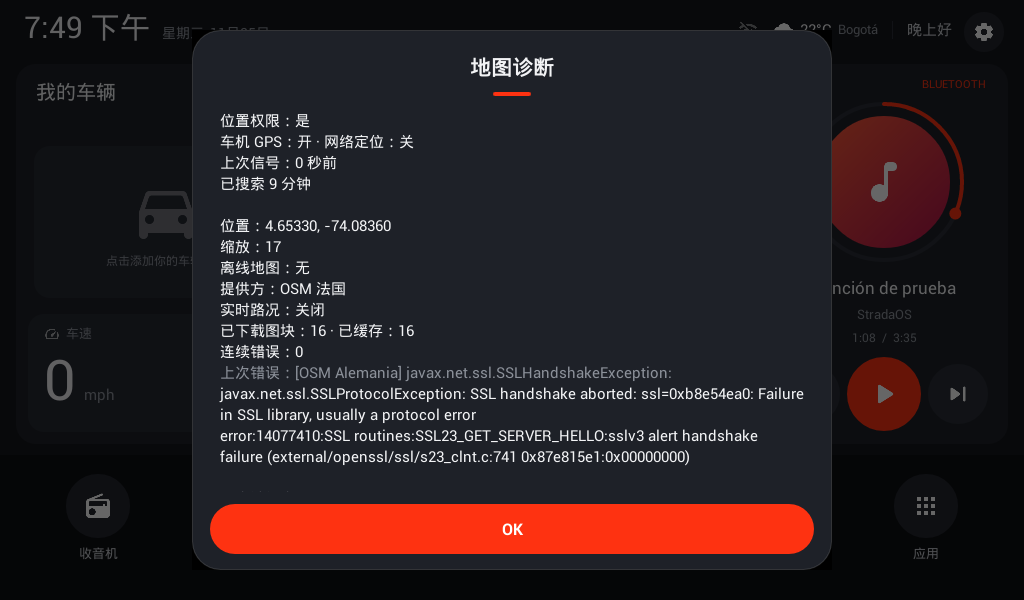 7:49 下午
22°C Bogotá
晚上好
我的车辆
BLUETOOTH
地图诊断
位置权限：是
车机 GPS：开 · 网络定位：关
上次信号：0 秒前
已搜索 9 分钟
位置：4.65330, -74.08360
缩放：17
离线地图：无
提供方：OSM 法国
实时路况：关闭
已下载图块：16 · 已缓存：16
连续错误：0
上次错误：[OSM Alemania] javax.net.ssl.SSLHandshakeException:
javax.net.ssl.SSLProtocolException: SSL handshake aborted: ssl=0xb8e54ea0: Failure
in SSL library, usually a protocol error
error:14077410:SSL routines:SSL23_GET_SERVER_HELLO:sslv3 alert handshake
failure (external/openssl/ssl/s23_clnt.c:741 0x87e815e1:0x00000000)
点击添加你的车
车速
0 mph
nción de prueba
StradaOS
1:08 / 3:35
OK
收音机
应用